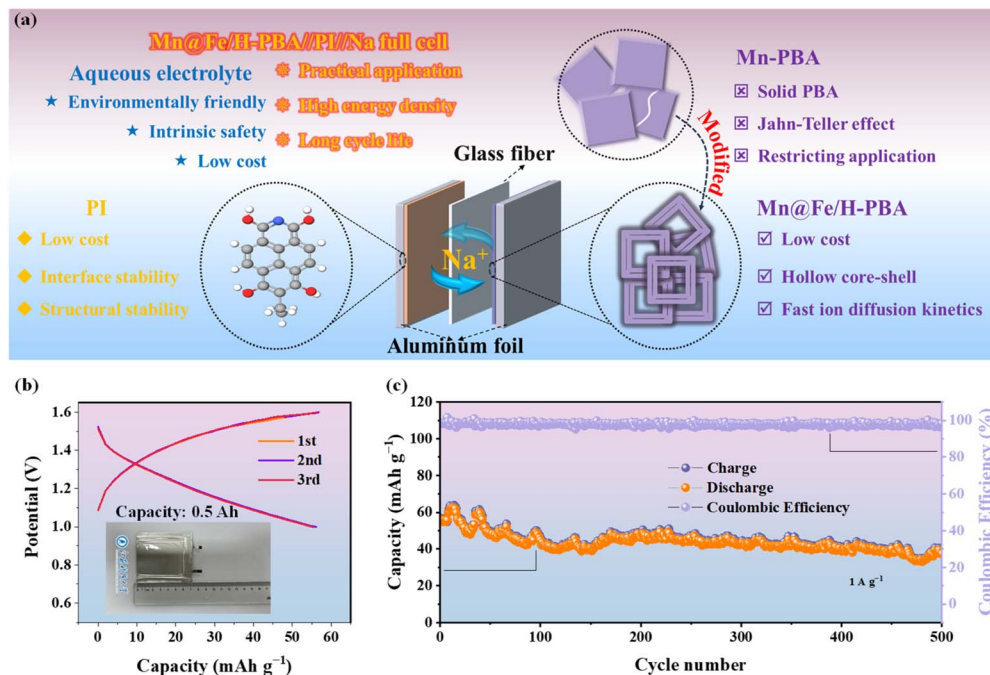 (a)
Mn@Fe/H-PBA//PI//Na full cell
Aqueous electrolyte
★ Environmentally friendly
★ Intrinsic safety
★ Low cost
Practical application
High energy density
Long cycle life
Mn-PBA
☒ Solid PBA
☒ Jahn-Teller effect
☒ Restricting application
Modified
Glass fiber
PI
◆ Low cost
◆ Interface stability
◆ Structural stability
Na⁺
Aluminum foil
Mn@Fe/H-PBA
☑ Low cost
☑ Hollow core-shell
☑ Fast ion diffusion kinetics
(b)
Potential (V)
1.6
1.4
1.2
1.0
0.8
0.6
1st
2nd
3rd
Capacity: 0.5 Ah
0 10 20 30 40 50 60
Capacity (mAh g⁻¹)
(c)
Capacity (mAh g⁻¹)
120
100
80
60
40
20
0
Charge
Discharge
Coulombic Efficiency
1 A g⁻¹
0 100 200 300 400 500
Cycle number
100
80
60
40
20
0
Coulombic Efficiency (%)